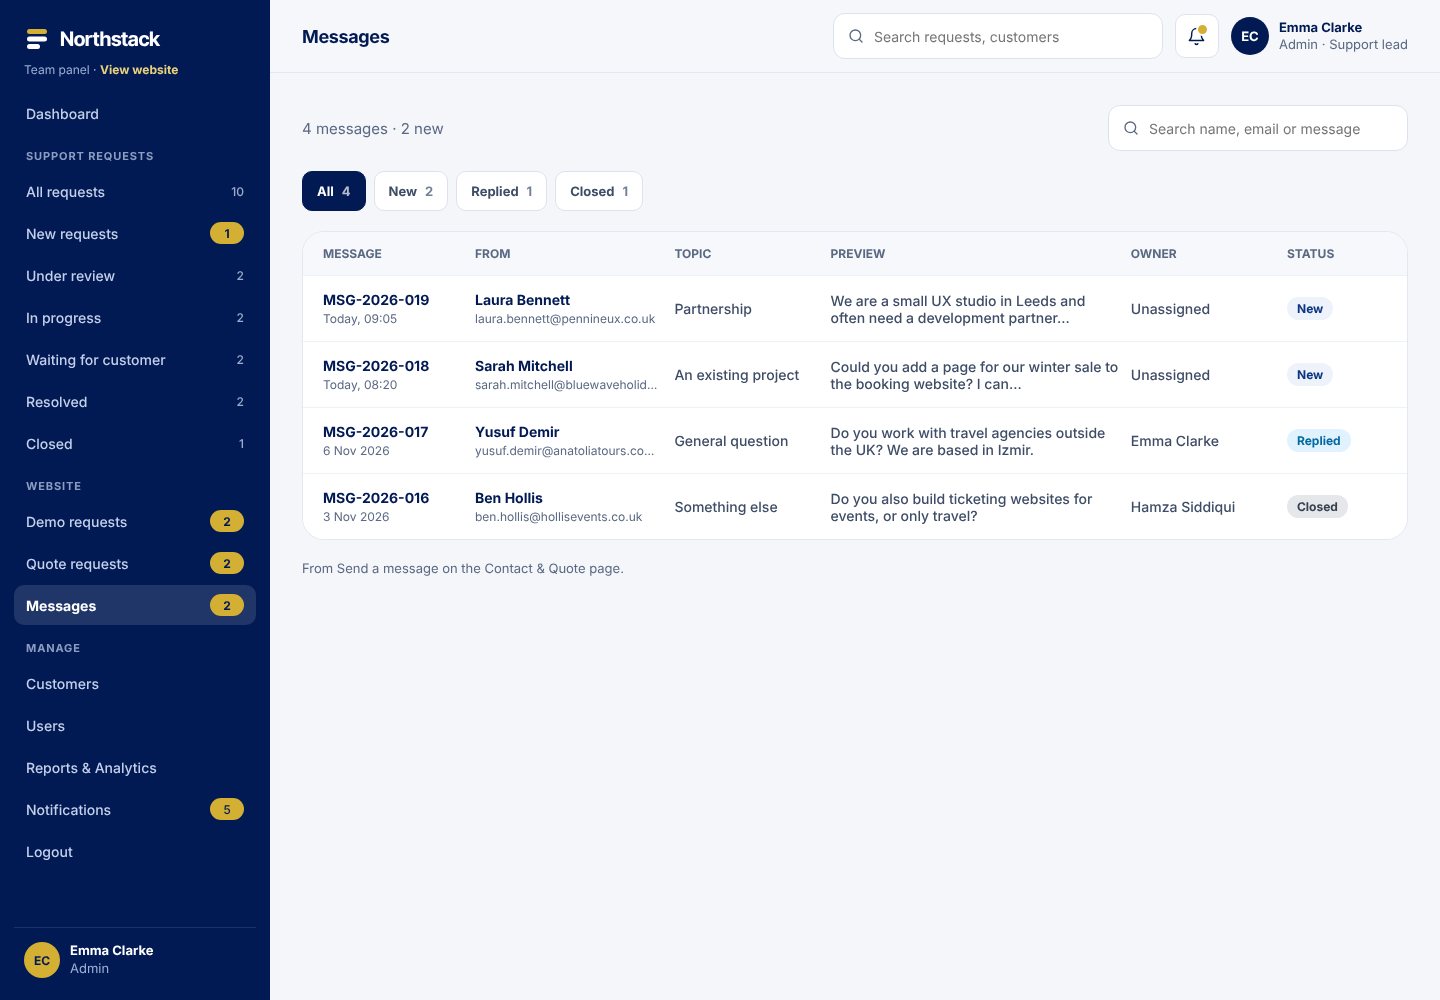 Northstack
Team panel · View website
Dashboard
SUPPORT REQUESTS
All requests 10
New requests 1
Under review 2
In progress 2
Waiting for customer 2
Resolved 2
Closed 1
WEBSITE
Demo requests 2
Quote requests 2
Messages 2
MANAGE
Customers
Users
Reports & Analytics
Notifications 5
Logout
EC
Emma Clarke
Admin
Messages
Search requests, customers
EC
Emma Clarke
Admin · Support lead
4 messages · 2 new
Search name, email or message
All 4
New 2
Replied 1
Closed 1
MESSAGE FROM TOPIC PREVIEW OWNER STATUS
MSG-2026-019
Today, 09:05
Laura Bennett
laura.bennett@pennineux.co.uk
Partnership
We are a small UX studio in Leeds and
often need a development partner…
Unassigned
New
MSG-2026-018
Today, 08:20
Sarah Mitchell
sarah.mitchell@bluewaveholid…
An existing project
Could you add a page for our winter sale to
the booking website? I can…
Unassigned
New
MSG-2026-017
6 Nov 2026
Yusuf Demir
yusuf.demir@anatoliatours.co…
General question
Do you work with travel agencies outside
the UK? We are based in Izmir.
Emma Clarke
Replied
MSG-2026-016
3 Nov 2026
Ben Hollis
ben.hollis@hollisevents.co.uk
Something else
Do you also build ticketing websites for
events, or only travel?
Hamza Siddiqui
Closed
From Send a message on the Contact & Quote page.